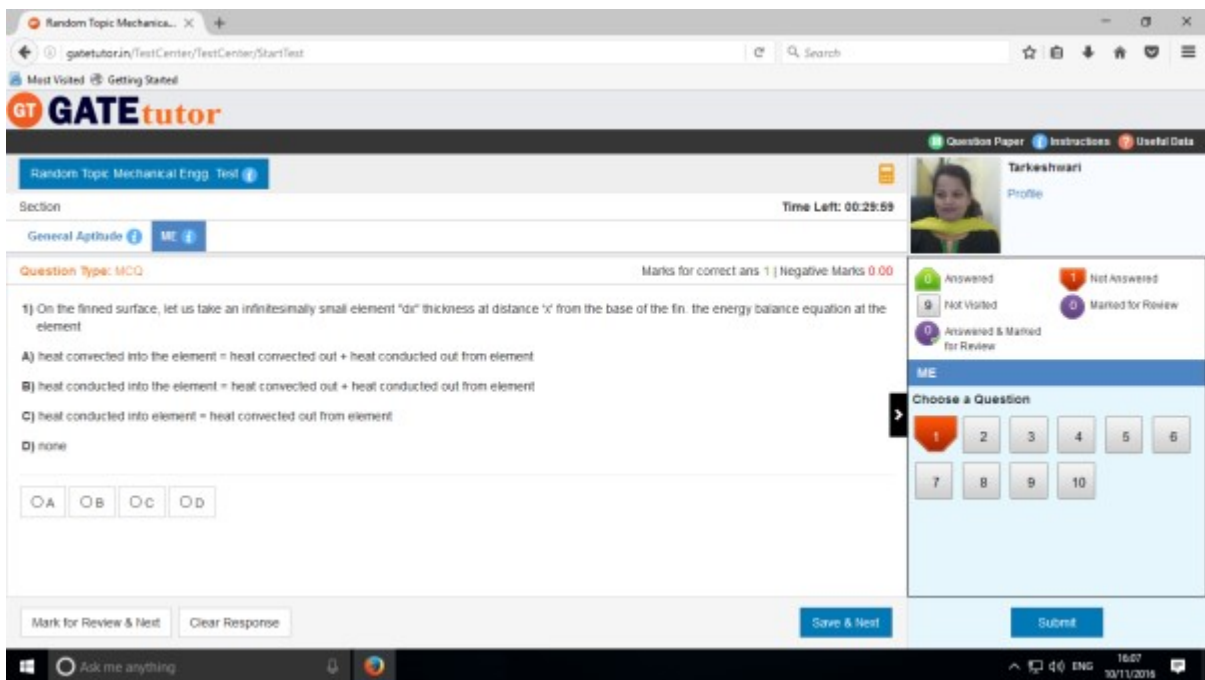 Random Topic Mechanica...
gatetutor.in/TestCenter/TestCenter/StartTest
Search
Most Visited Getting Started
GT GATEtutor
Question Paper Instructions Useful Data
Random Topic Mechanical Engg. Test
Tarkeshwari
Profile
Section Time Left: 00:29:59
General Aptitude ME
Question Type: MCQ Marks for correct ans 1 | Negative Marks 0.00
1) On the finned surface, let us take an infinitesimally small element "dx" thickness at distance 'x' from the base of the fin. the energy balance equation at the
element
A) heat convected into the element = heat convected out + heat conducted out from element
B) heat conducted into the element = heat convected out + heat conducted out from element
C) heat conducted into element = heat convected out from element
D) none
A B C D
Mark for Review & Next Clear Response Save & Next
0 Answered 1 Not Answered
9 Not Visited 0 Marked for Review
0 Answered & Marked
for Review
ME
Choose a Question
1 2 3 4 5 6
7 8 9 10
Submit
Ask me anything
ENG 16:07
10/11/2016